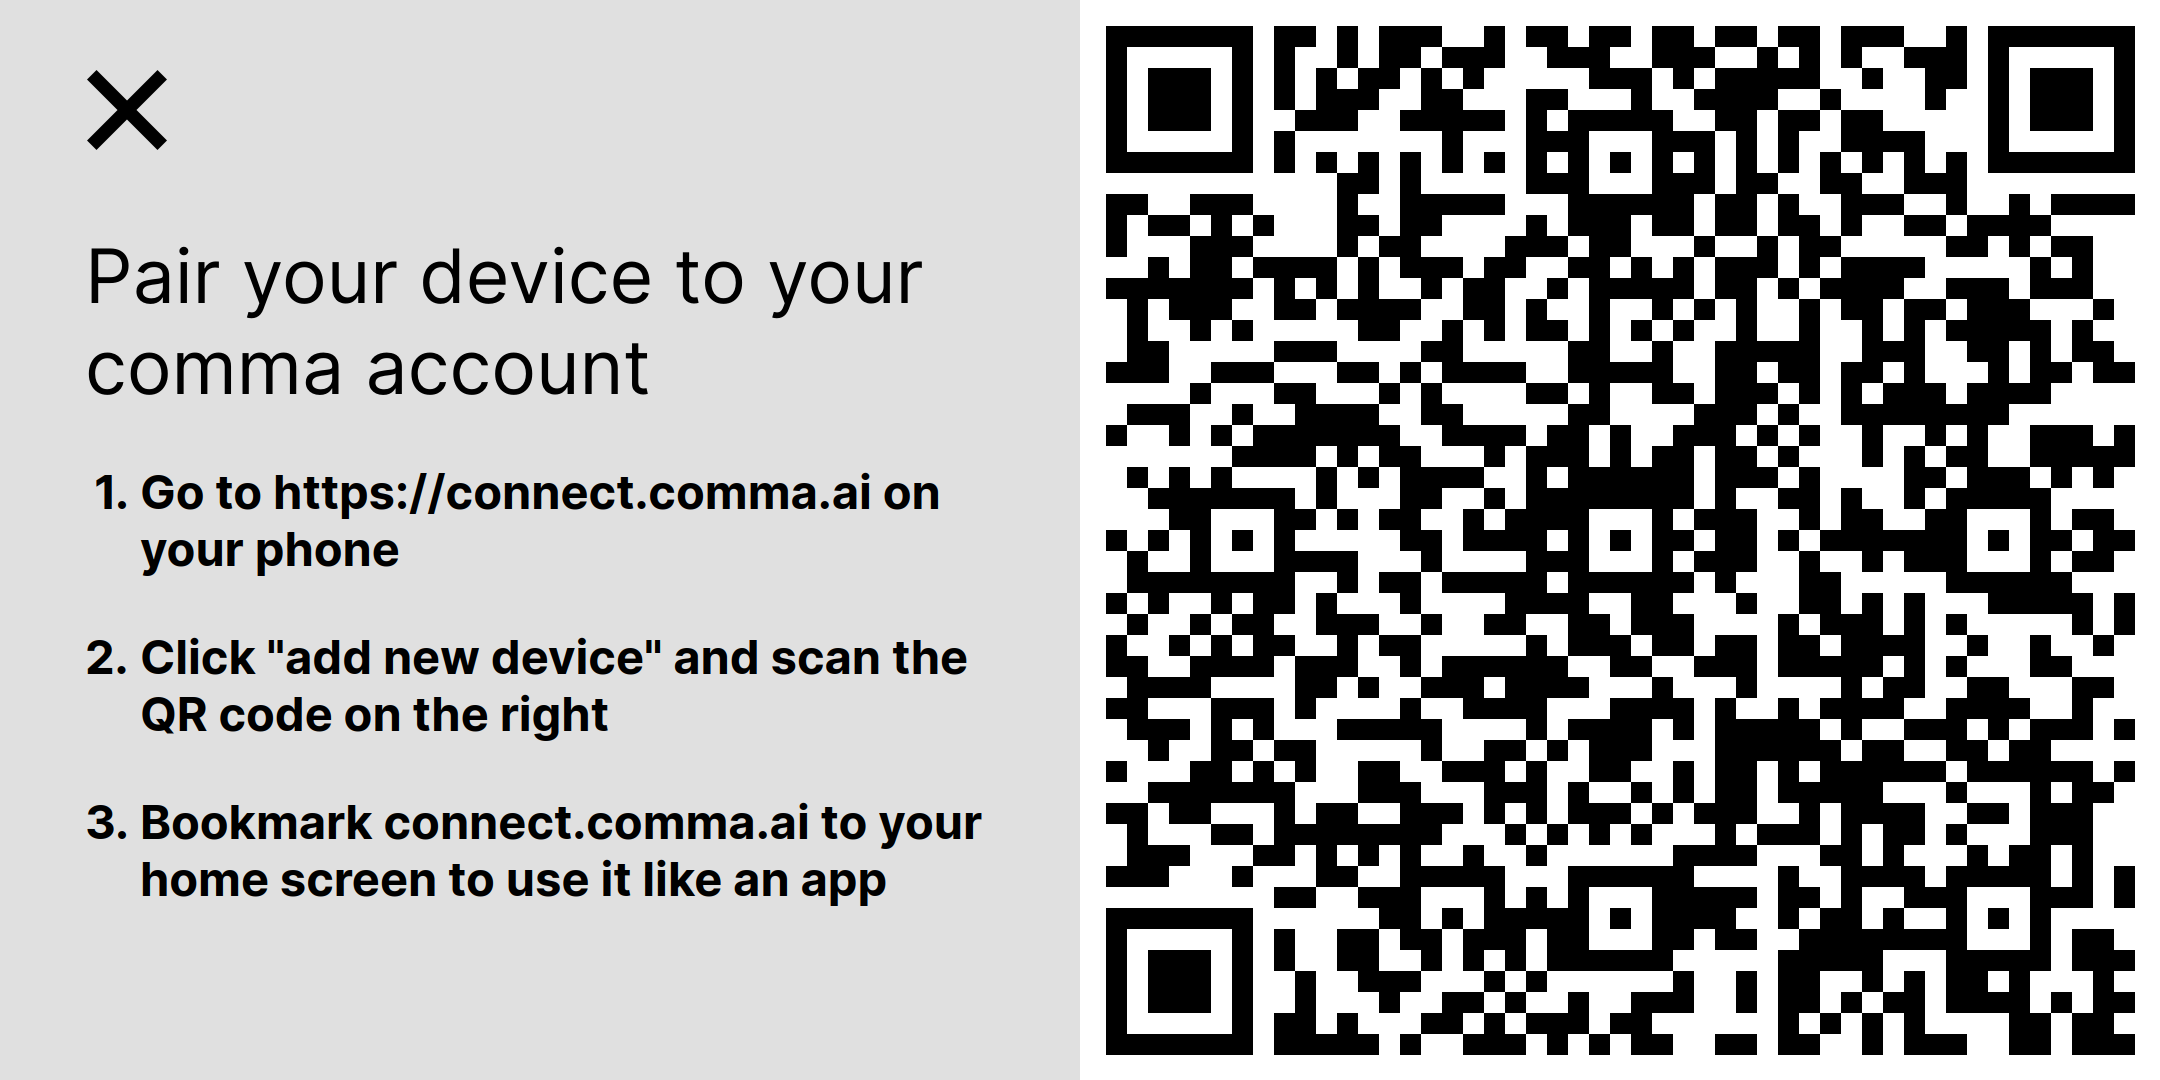 Pair your device to your
comma account
1. Go to https://connect.comma.ai on
your phone
2. Click "add new device" and scan the
QR code on the right
3. Bookmark connect.comma.ai to your
home screen to use it like an app